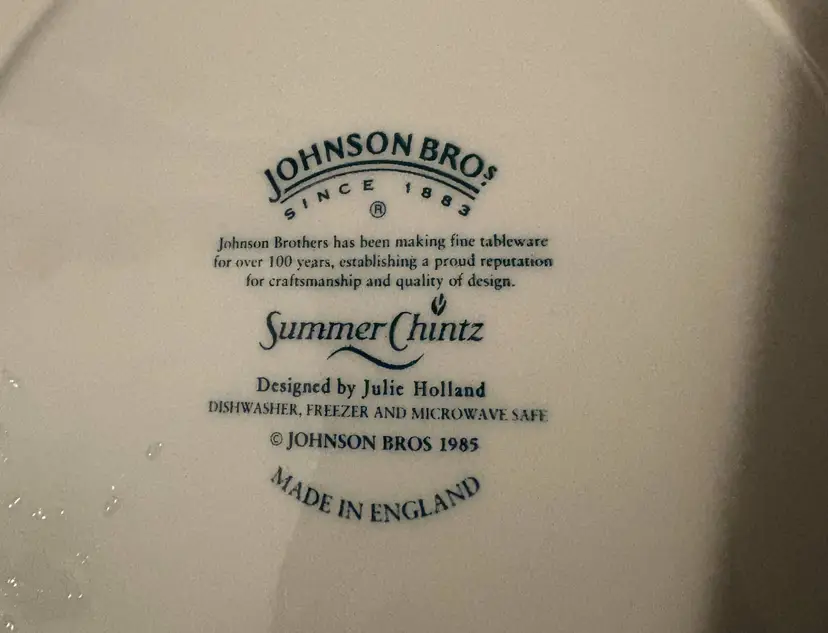 JOHNSON BROS.
SINCE 1883
®
Johnson Brothers has been making fine tableware
for over 100 years, establishing a proud reputation
for craftsmanship and quality of design.
Summer Chintz
Designed by Julie Holland
DISHWASHER, FREEZER AND MICROWAVE SAFE
© JOHNSON BROS 1985
MADE IN ENGLAND